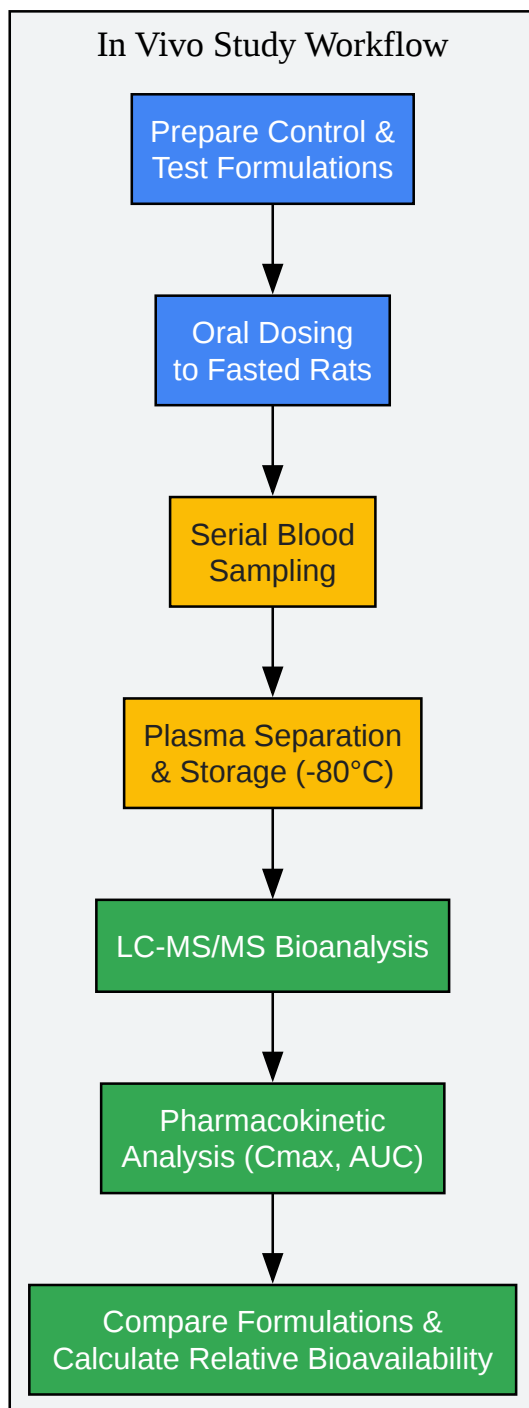 In Vivo Study Workflow
Prepare Control &
Test Formulations
Oral Dosing
to Fasted Rats
Serial Blood
Sampling
Plasma Separation
& Storage (-80°C)
LC-MS/MS Bioanalysis
Pharmacokinetic
Analysis (Cmax, AUC)
Compare Formulations &
Calculate Relative Bioavailability